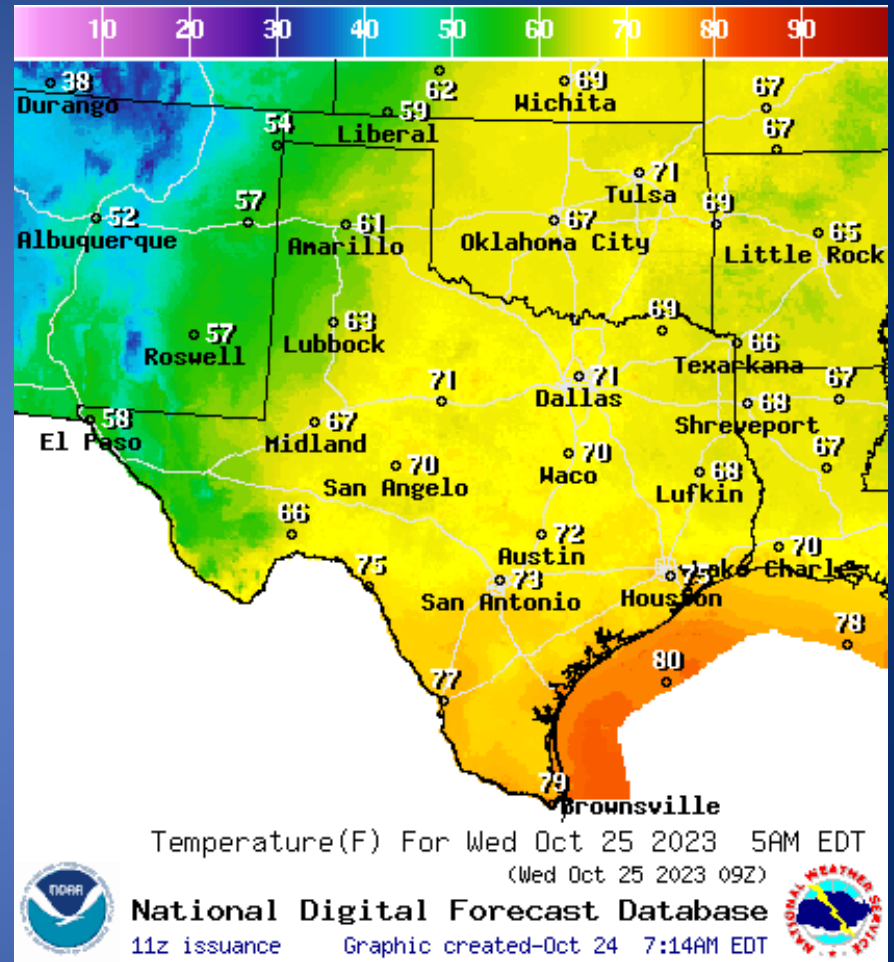 10 20 30 40 50 60 70 80 90
38
62
69
67
Durango
Wichita
59
54
Liberal
67
71
Tulsa
52
57
61
67
69
65
Albuquerque
Amarillo
Oklahoma City
Little Rock
57
63
69
Roswell
Lubbock
66
Texarkana
71
71
67
Dallas
68
58
67
Shreveport
El Paso
Midland
70
70
68
67
San Angelo
Waco
Lufkin
66
72
70
Austin
75
73
75
Lake Charles
San Antonio
Houston
78
80
77
79
Brownsville
Temperature(F) For Wed Oct 25 2023 5AM EDT
(Wed Oct 25 2023 09Z)
NOAA
NATIONAL WEATHER SERVICE
National Digital Forecast Database
11z issuance Graphic created-Oct 24 7:14AM EDT